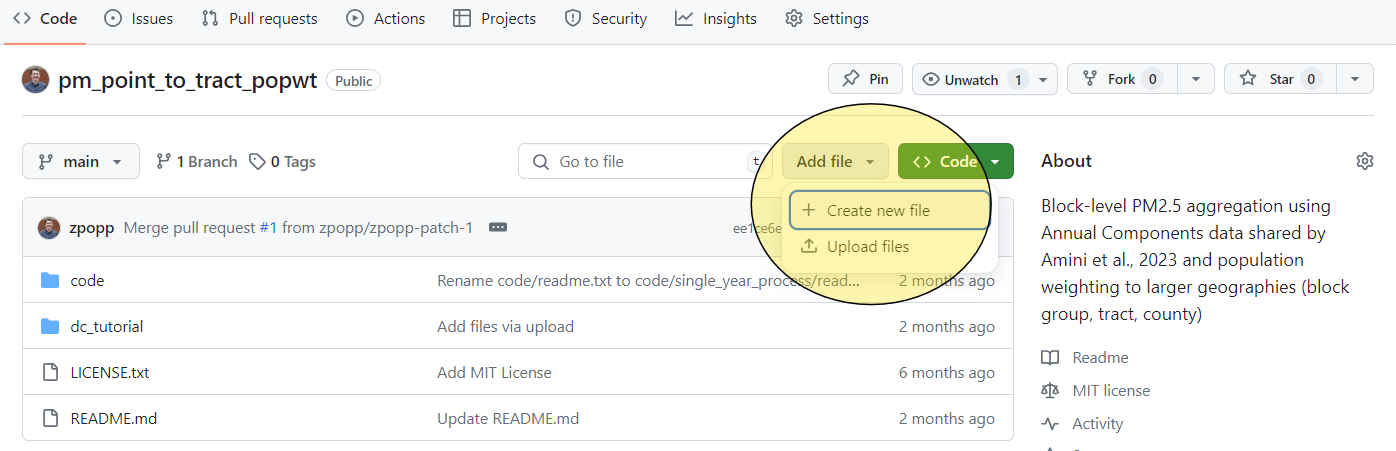 Code Issues Pull requests Actions Projects Security Insights Settings
pm_point_to_tract_popwt Public Pin Unwatch 1 Fork 0 Star 0
main 1 Branch 0 Tags Go to file t Add file Code About
Create new file
Upload files
zpopp Merge pull request #1 from zpopp/zpopp-patch-1 ee1ce6e
code Rename code/readme.txt to code/single_year_process/read... 2 months ago
dc_tutorial Add files via upload 2 months ago
LICENSE.txt Add MIT License 6 months ago
README.md Update README.md 2 months ago
Block-level PM2.5 aggregation using
Annual Components data shared by
Amini et al., 2023 and population
weighting to larger geographies (block
group, tract, county)
Readme
MIT license
Activity